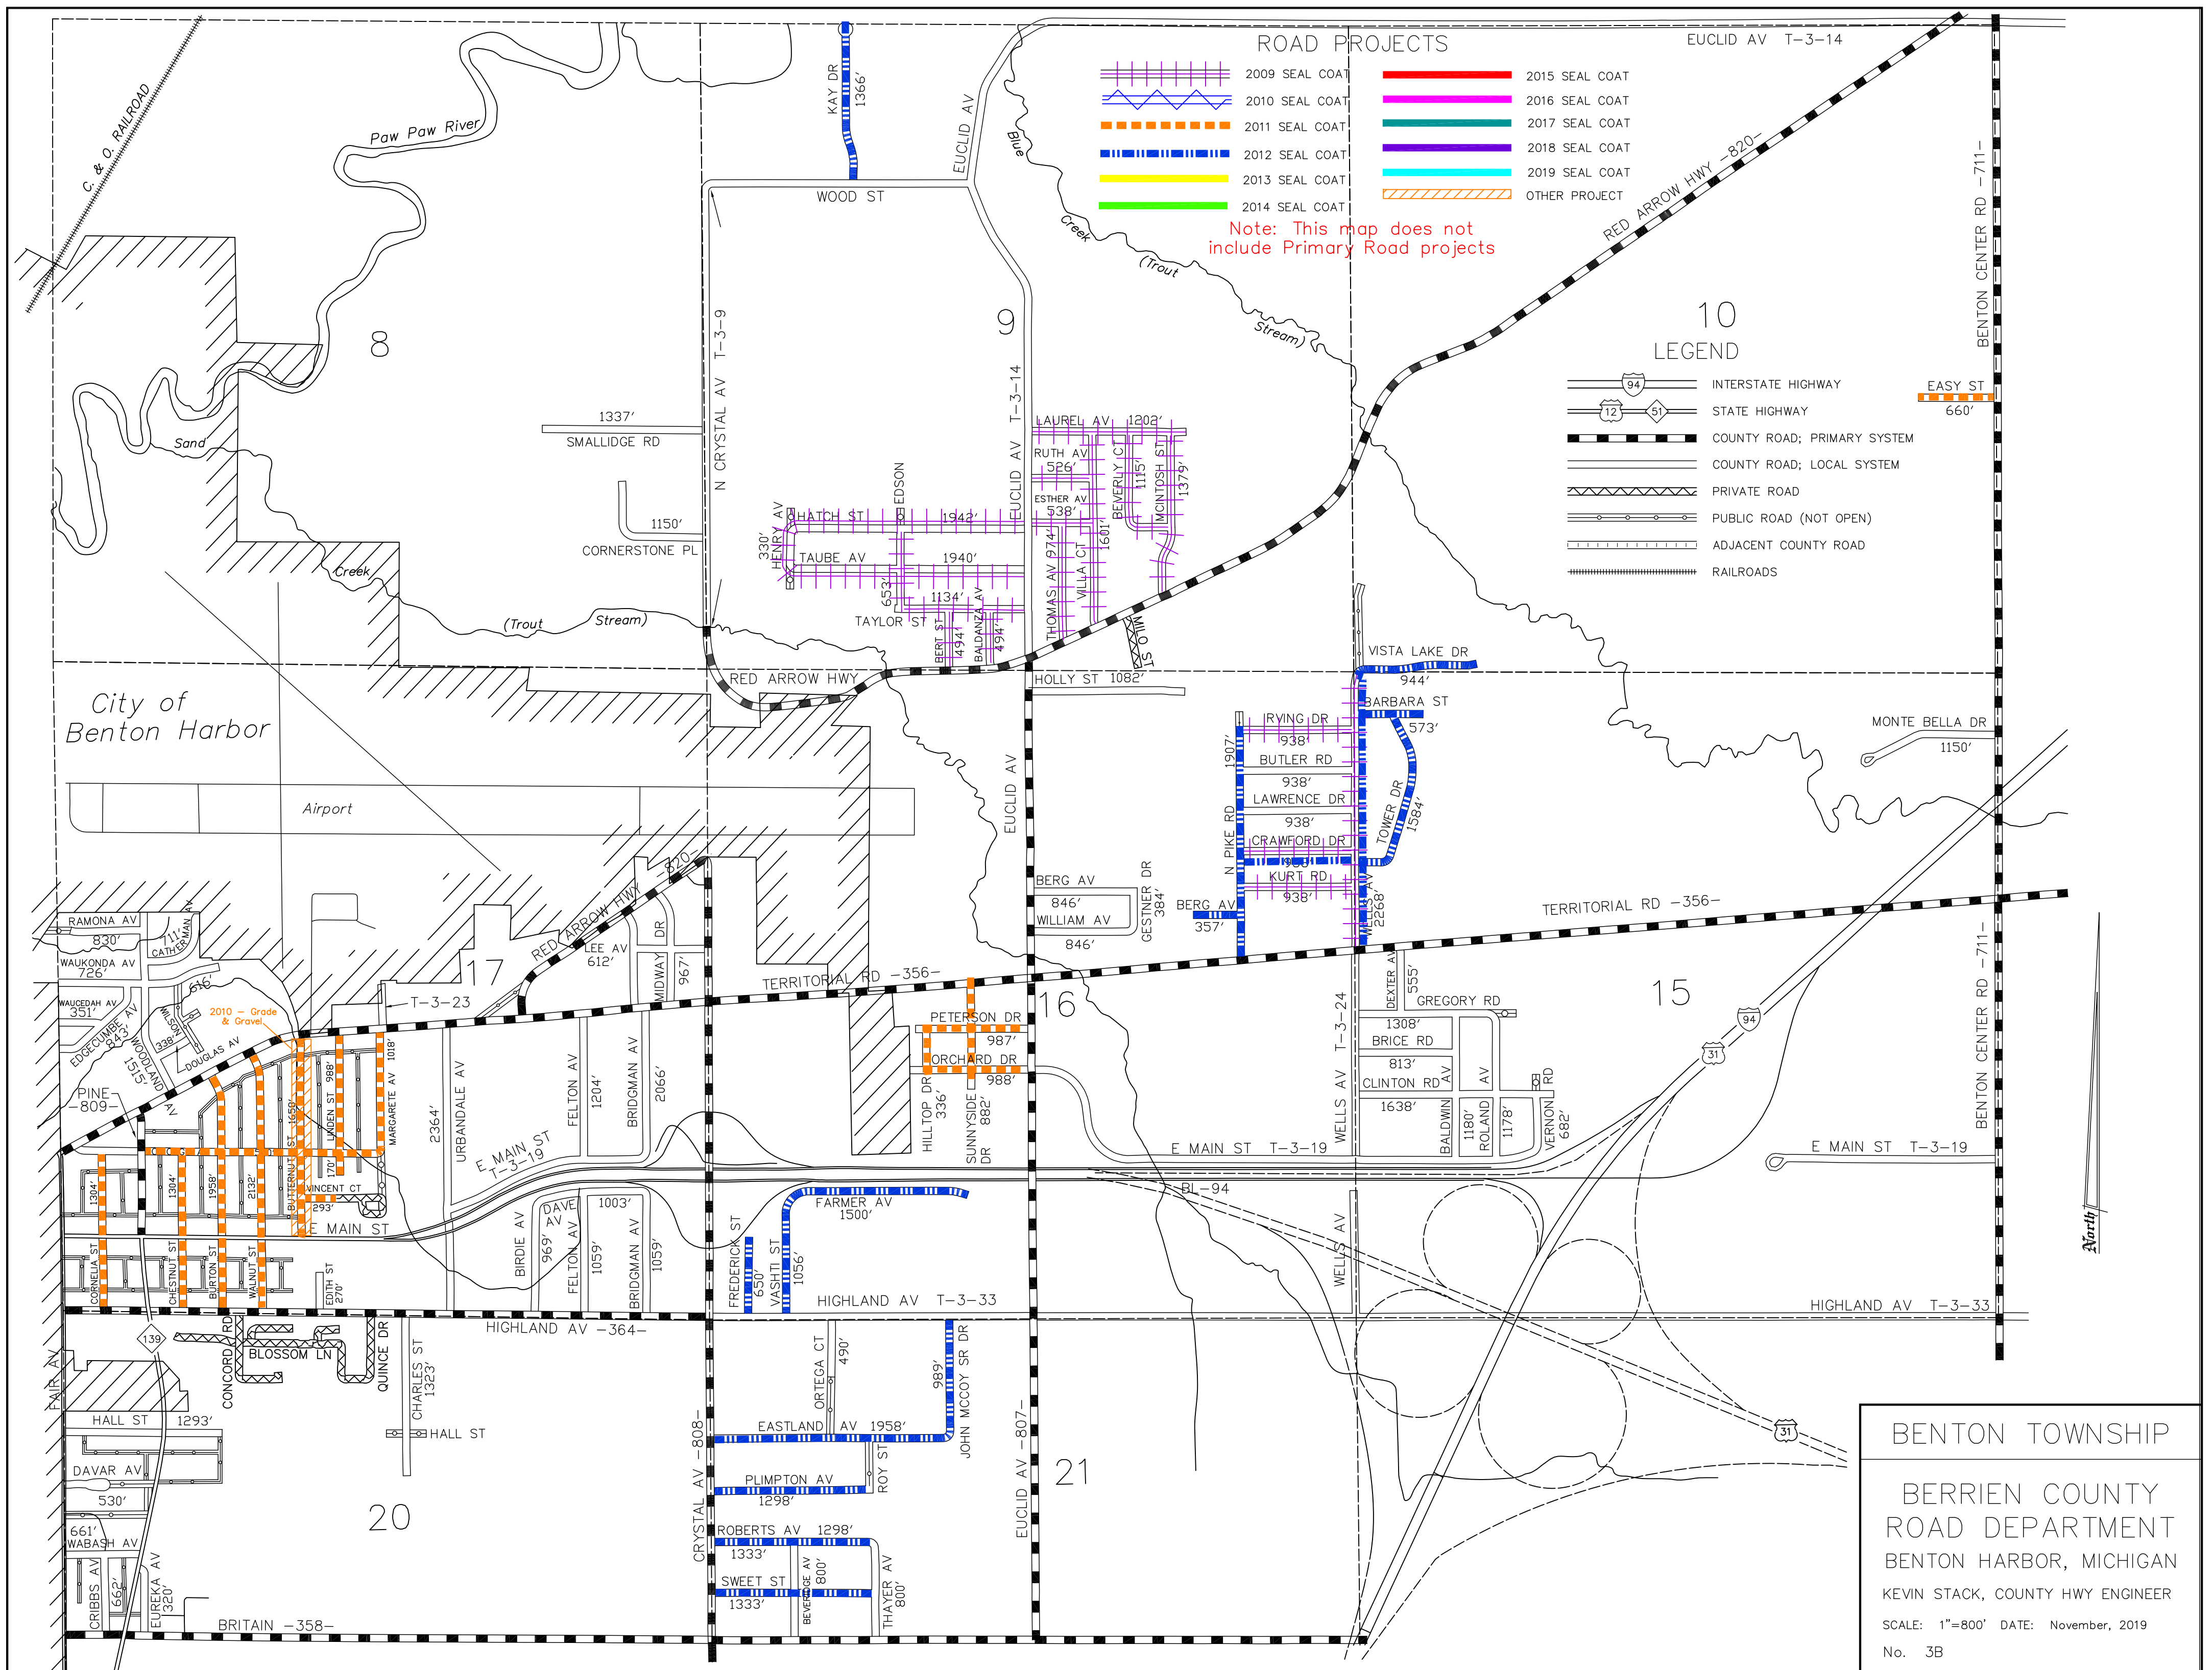 ROAD PROJECTS
2009 SEAL COAT
2010 SEAL COAT
2011 SEAL COAT
2012 SEAL COAT
2013 SEAL COAT
2014 SEAL COAT
2015 SEAL COAT
2016 SEAL COAT
2017 SEAL COAT
2018 SEAL COAT
2019 SEAL COAT
OTHER PROJECT
Note: This map does not
include Primary Road projects
EUCLID AV T-3-14
C. & O. RAILROAD
Paw Paw River
KAY DR
1366'
EUCLID AV
WOOD ST
Blue
Creek
(Trout
Stream)
RED ARROW HWY -820-
BENTON CENTER RD -711-
8
9
10
LEGEND
94
INTERSTATE HIGHWAY
12
51
STATE HIGHWAY
COUNTY ROAD; PRIMARY SYSTEM
COUNTY ROAD; LOCAL SYSTEM
PRIVATE ROAD
PUBLIC ROAD (NOT OPEN)
ADJACENT COUNTY ROAD
RAILROADS
EASY ST
660'
N CRYSTAL AV T-3-9
EUCLID AV T-3-14
1337'
SMALLIDGE RD
1150'
CORNERSTONE PL
Sand
Creek
(Trout
Stream)
LAUREL AV 1202'
RUTH AV
526'
ESTHER AV
538'
BEVERLY CT
1115'
MCINTOSH ST
1379'
1601'
VILLA CT
THOMAS AV 974'
EDSON
HATCH ST
1942'
HENRY AV
330'
TAUBE AV
1940'
653'
1134'
TAYLOR ST
BERT ST
494'
BALDANZA AV
494'
MILO ST
RED ARROW HWY
HOLLY ST 1082'
VISTA LAKE DR
944'
BARBARA ST
573'
IRVING DR
938'
BUTLER RD
938'
LAWRENCE DR
938'
CRAWFORD DR
938'
KURT RD
938'
N PIKE RD
1907'
TOWER DR
1584'
WELLS AV
2268'
BERG AV
357'
MONTE BELLA DR
1150'
City of
Benton Harbor
Airport
EUCLID AV
BERG AV
846'
WILLIAM AV
846'
GESTNER DR
384'
TERRITORIAL RD -356-
BENTON CENTER RD -711-
RAMONA AV
830'
711'
CATHERMAN AV
WAUKONDA AV
726'
WAUCEDAH AV
351'
616'
EDGECUMBE AV
843'
WILSON
338'
WOODLAND AV
1515'
DOUGLAS AV
2010 - Grade
& Gravel
17
T-3-23
RED ARROW HWY -820-
LEE AV
612'
MIDWAY DR
967'
TERRITORIAL RD -356-
16
15
PETERSON DR
987'
ORCHARD DR
988'
HILLTOP DR
336'
SUNNYSIDE DR
882'
DEXTER AV
555'
GREGORY RD
1308'
BRICE RD
813'
CLINTON RD
1638'
BALDWIN AV
1180'
ROLAND AV
1178'
VERNON RD
682'
WELLS AV T-3-24
94
31
E MAIN ST T-3-19
E MAIN ST T-3-19
PINE
-809-
LINDEN ST 988'
MARGARETE AV 1018'
BUTTERNUT ST 1650'
170'
VINCENT CT
293'
1304'
1304'
1958'
2132'
CORNELIA ST
CHESTNUT ST
BURTON ST
WALNUT ST
EDITH ST
270'
E MAIN ST
2364'
URBANDALE AV
FELTON AV
1204'
BRIDGMAN AV
2066'
E MAIN ST
T-3-19
BIRDIE AV
DAVE AV
969'
1003'
FELTON AV
1059'
BRIDGMAN AV
1059'
BL-94
FARMER AV
1500'
FREDERICK ST
650'
VASHTI ST
1056'
WELLS AV
HIGHLAND AV T-3-33
HIGHLAND AV T-3-33
HIGHLAND AV -364-
North
139
FAIR AV
CONCORD RD
BLOSSOM LN
QUINCE DR
CHARLES ST
1323'
HALL ST
HALL ST 1293'
DAVAR AV
530'
661'
WABASH AV
CRIBBS AV
662'
EUREKA AV
320'
BRITAIN -358-
20
21
ORTEGA CT
490'
989'
JOHN MCCOY SR DR
EASTLAND AV 1958'
ROY ST
PLIMPTON AV
1298'
ROBERTS AV 1298'
1333'
SWEET ST
1333'
BEVERIDGE AV
800'
THAYER AV
800'
CRYSTAL AV -808-
EUCLID AV -807-
31
BENTON TOWNSHIP
BERRIEN COUNTY
ROAD DEPARTMENT
BENTON HARBOR, MICHIGAN
KEVIN STACK, COUNTY HWY ENGINEER
SCALE: 1"=800' DATE: November, 2019
No. 3B